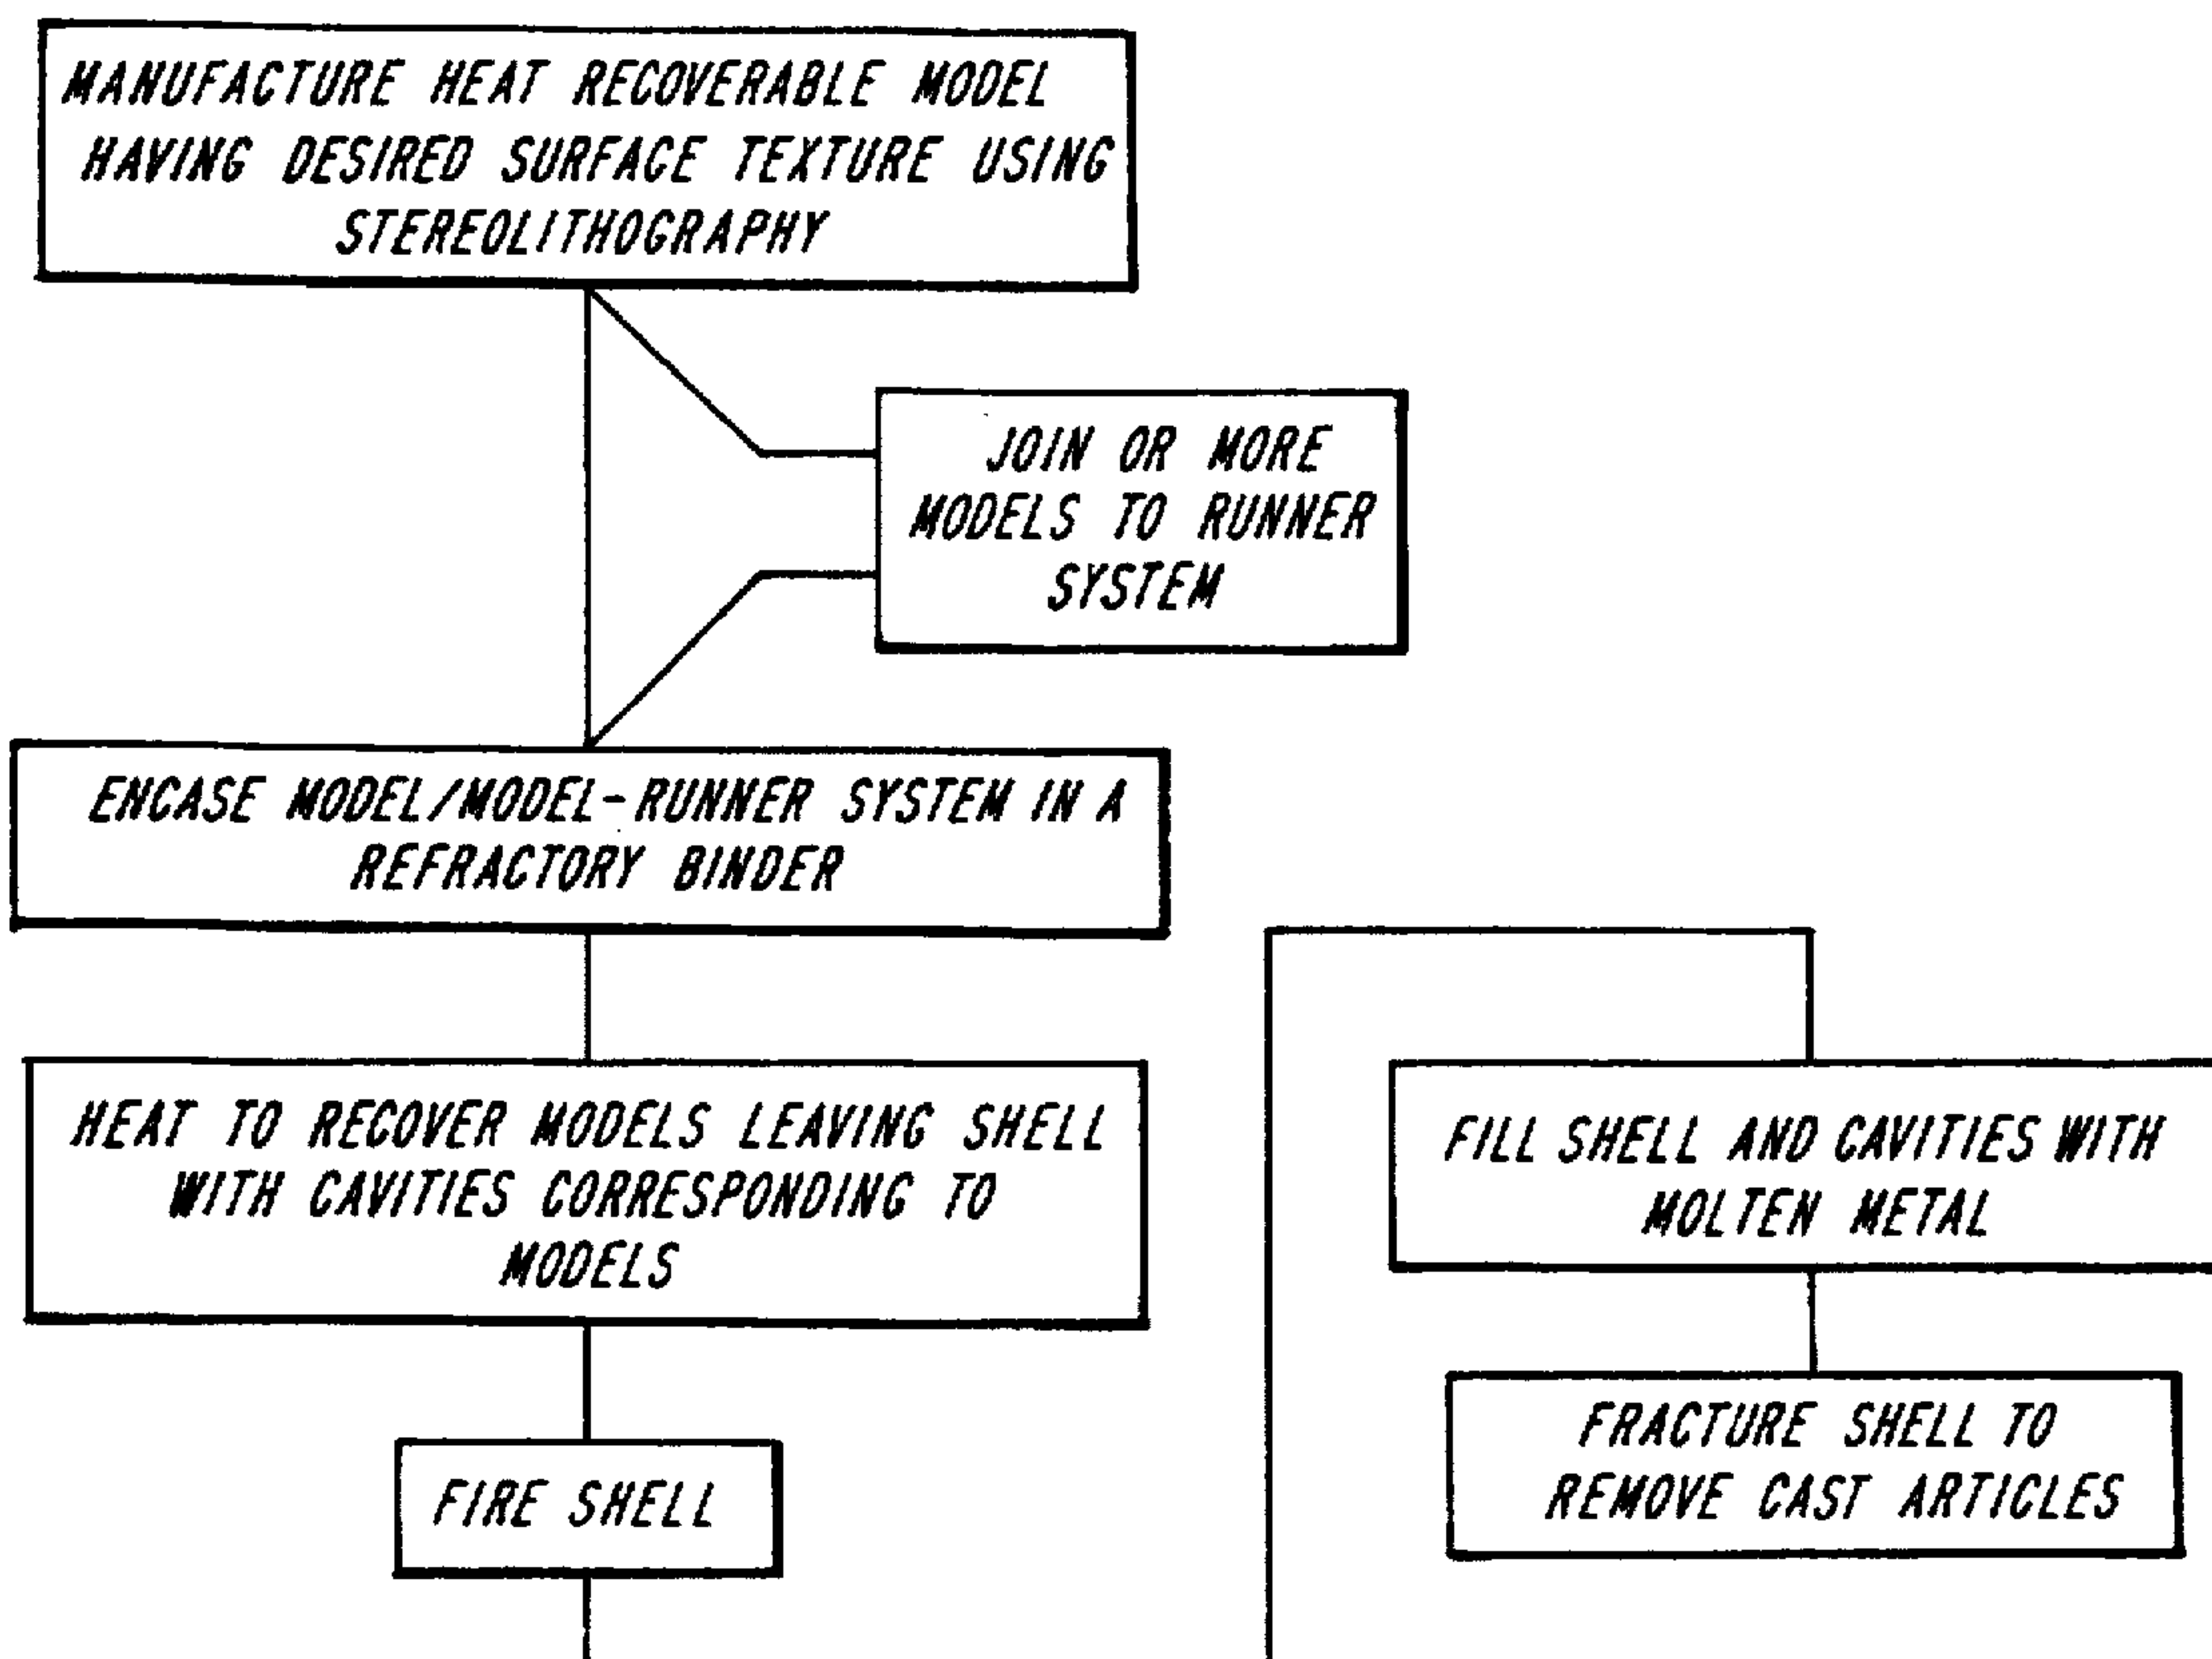 MANUFACTURE HEAT RECOVERABLE MODEL
HAVING DESIRED SURFACE TEXTURE USING
STEREOLITHOGRAPHY
JOIN OR MORE
MODELS TO RUNNER
SYSTEM
ENCASE MODEL/MODEL-RUNNER SYSTEM IN A
REFRACTORY BINDER
HEAT TO RECOVER MODELS LEAVING SHELL
WITH CAVITIES CORRESPONDING TO
MODELS
FIRE SHELL
FILL SHELL AND CAVITIES WITH
MOLTEN METAL
FRACTURE SHELL TO
REMOVE CAST ARTICLES